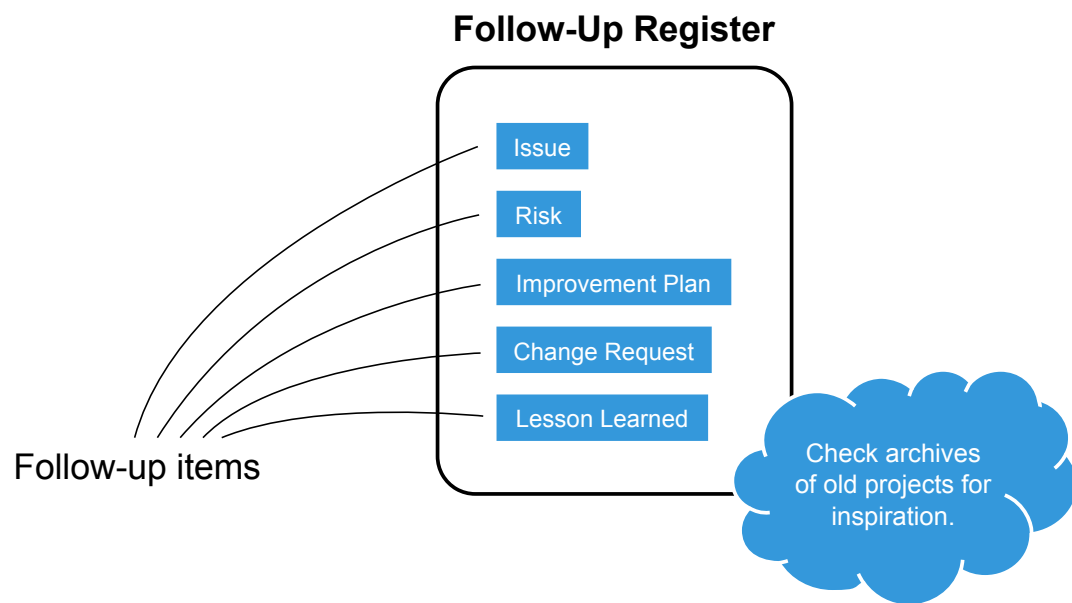 Follow-Up Register
Issue
Risk
Improvement Plan
Change Request
Lesson Learned
Follow-up items
Check archives
of old projects for
inspiration.